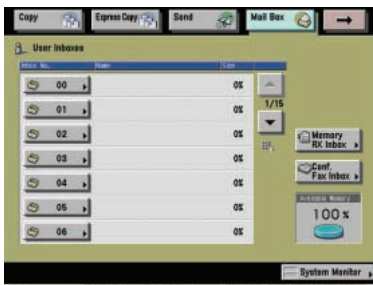 Copy Express Copy Send Mail Box
User Inboxes
Inbox No. Name Size
00 0%
01 0%
1/15
02 0%
Memory
RX Inbox
03 0%
Conf.
Fax Inbox
04 0%
Available Memory
05 0%
100 %
06 0%
System Monitor